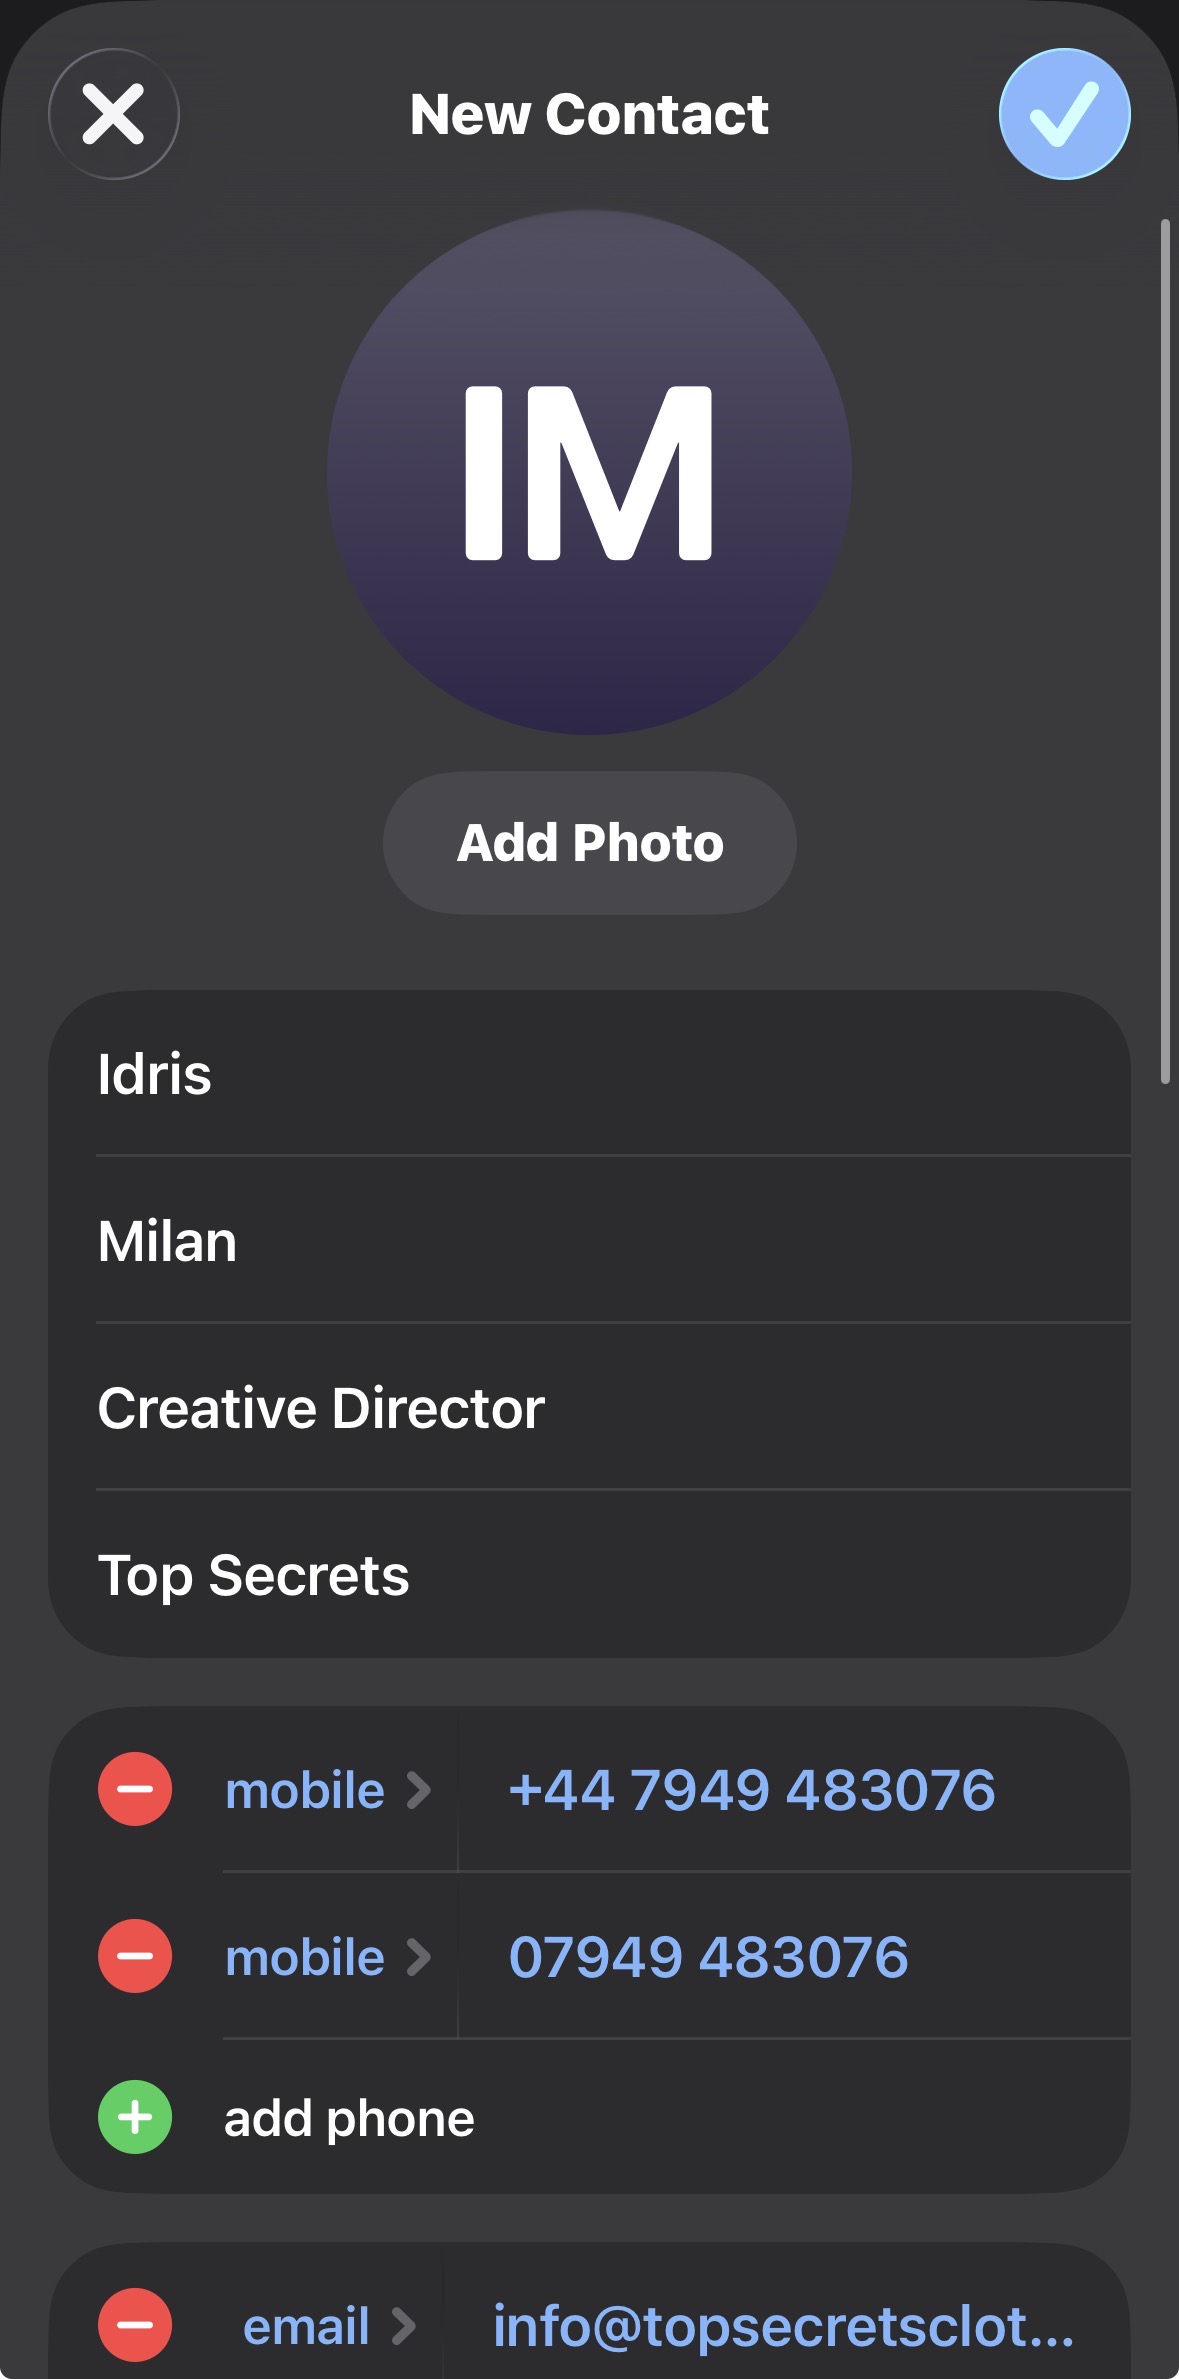 New Contact
IM
Add Photo
Idris
Milan
Creative Director
Top Secrets
mobile +44 7949 483076
mobile 07949 483076
add phone
email info@topsecretsclot...